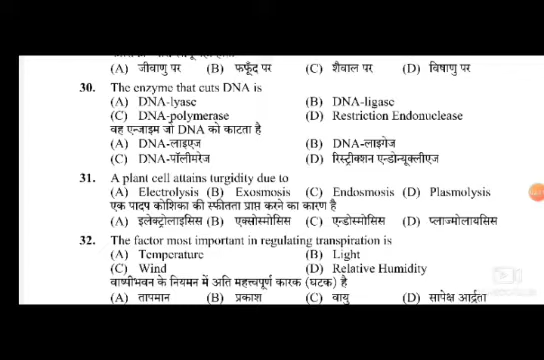 (A) जीवाणु पर (B) फफूँद पर (C) शैवाल पर (D) विषाणु पर
30. The enzyme that cuts DNA is
(A) DNA-lyase (B) DNA-ligase
(C) DNA-polymerase (D) Restriction Endonuclease
वह एन्जाइम जो DNA को काटता है
(A) DNA-लाइएज (B) DNA-लाइगेज
(C) DNA-पॉलीमरेज (D) रिस्ट्रीक्शन एन्डोन्यूक्लीएज
31. A plant cell attains turgidity due to
(A) Electrolysis (B) Exosmosis (C) Endosmosis (D) Plasmolysis
एक पादप कोशिका की स्फीतता प्राप्त करने का कारण है
(A) इलेक्ट्रोलाइसिस (B) एक्सोस्मोसिस (C) एन्डोस्मोसिस (D) प्लाज्मोलायसिस
32. The factor most important in regulating transpiration is
(A) Temperature (B) Light
(C) Wind (D) Relative Humidity
वाष्पीभवन के नियमन में अति महत्त्वपूर्ण कारक (घटक) है
(A) तापमान (B) प्रकाश (C) वायु (D) सापेक्ष आर्द्रता